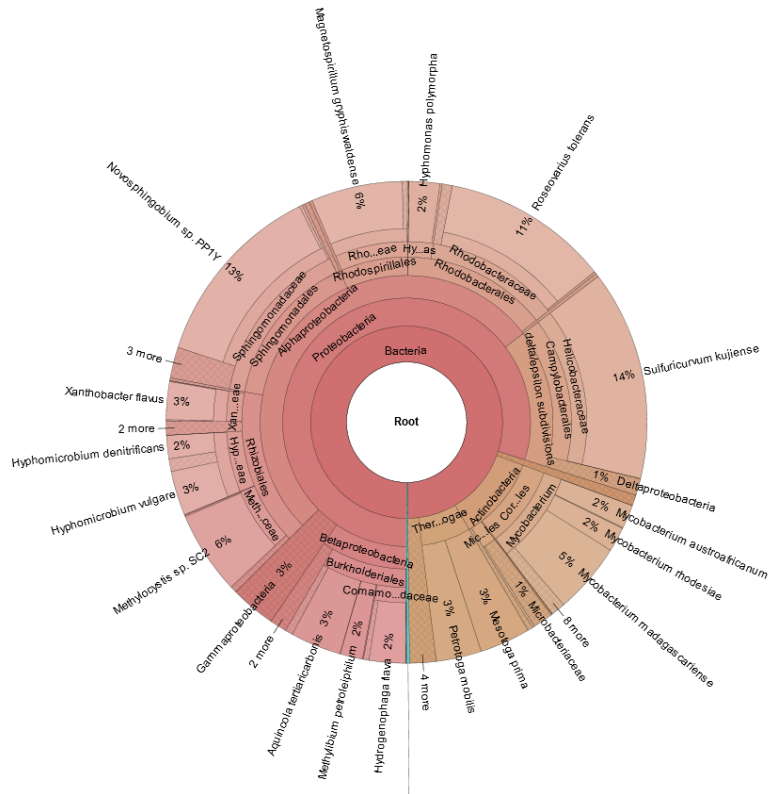 Root
Bacteria
Proteobacteria
Alphaproteobacteria
Rhodospirillales
Rho...eae
Magnetospirillum gryphiswaldense
6%
Hy...as
Hyphomonas polymorpha
2%
Rhodobacterales
Rhodobacteraceae
Roseovarius tolerans
11%
delta/epsilon subdivisions
Campylobacterales
Helicobacteraceae
Sulfuricurvum kujiense
14%
Deltaproteobacteria
1%
Actinobacteria
Cor...les
Mycobacterium
Mycobacterium austroafricanum
2%
Mycobacterium rhodesiae
2%
Mycobacterium madagascariense
5%
8 more
Mic...les
Microbacteriaceae
1%
Ther...ogae
Mesotoga prima
3%
Petrotoga mobilis
3%
4 more
Betaproteobacteria
Burkholderiales
Comamo...daceae
Hydrogenophaga flava
2%
Methylibium petroleiphilum
2%
Aquincola tertiaricarbonis
3%
2 more
Gammaproteobacteria
3%
Rhizobiales
Meth...ceae
Methylocystis sp. SC2
6%
Hyp...eae
Hyphomicrobium vulgare
3%
Hyphomicrobium denitrificans
2%
2 more
Xan...eae
Xanthobacter flavus
3%
3 more
Sphingomonadales
Sphingomonadaceae
Novosphingobium sp. PP1Y
13%